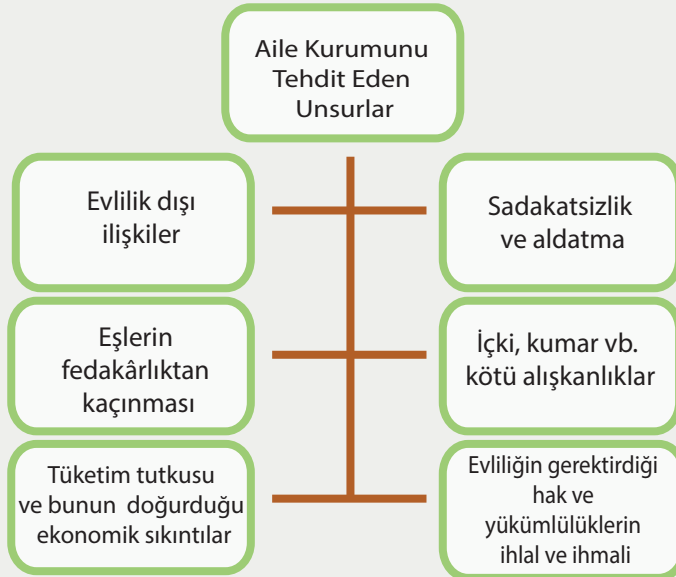 Aile Kurumunu
Tehdit Eden
Unsurlar
Evlilik dışı
ilişkiler
Sadakatsizlik
ve aldatma
Eşlerin
fedakârlıktan
kaçınması
İçki, kumar vb.
kötü alışkanlıklar
Tüketim tutkusu
ve bunun doğurduğu
ekonomik sıkıntılar
Evliliğin gerektirdiği
hak ve
yükümlülüklerin
ihlal ve ihmali